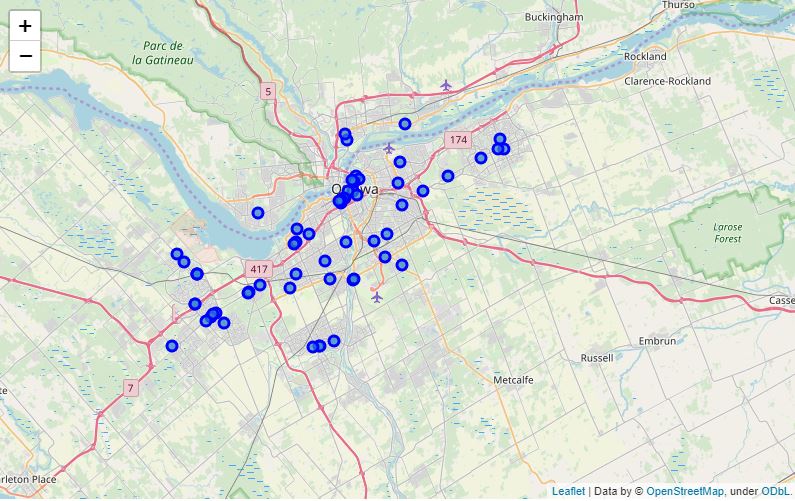 Buckingham
Thurso
+
−
Parc de
la Gatineau
Rockland
Clarence-Rockland
5
174
Larose
Forest
417
Casse
Embrun
Russell
7
Metcalfe
rleton Place
Leaflet | Data by © OpenStreetMap, under ODbL.